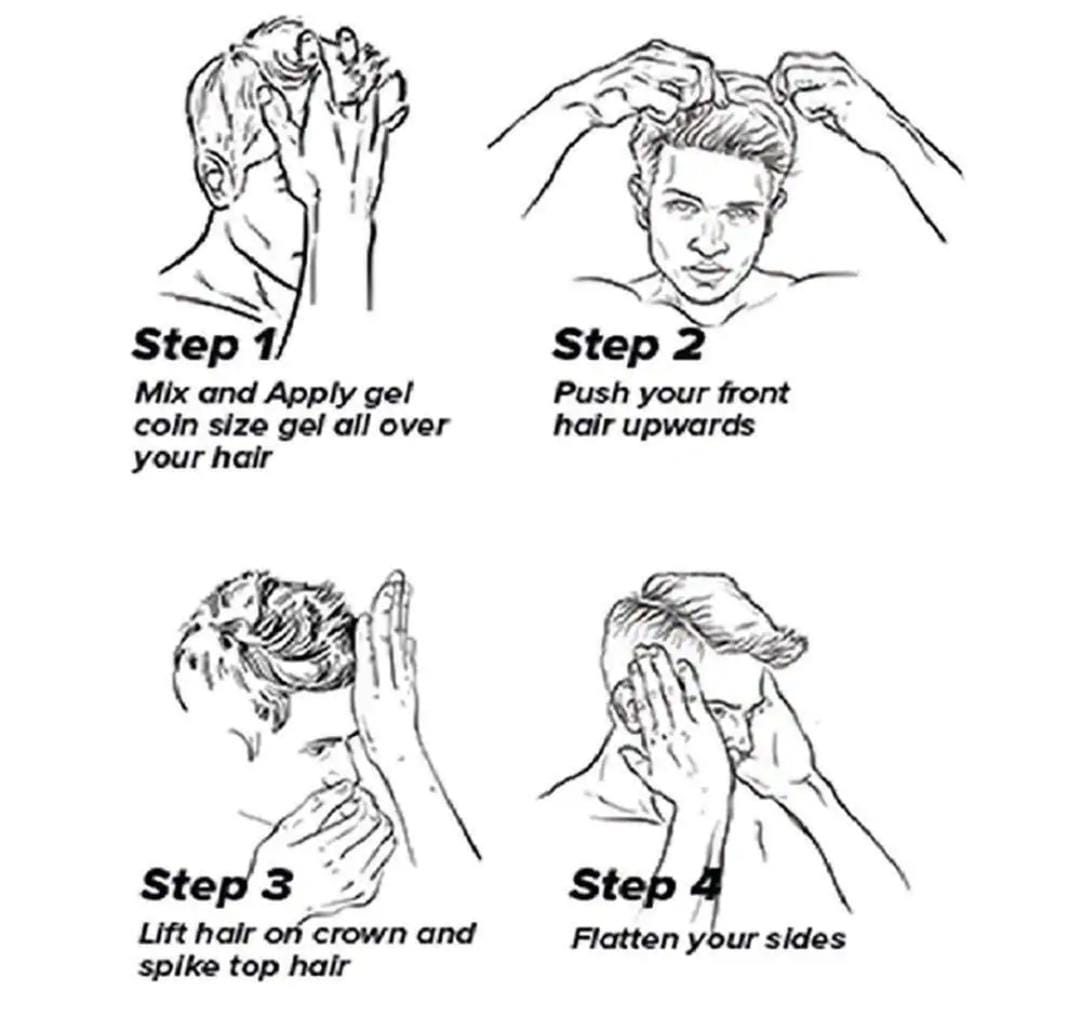 Step 1
Mix and Apply gel
coin size gel all over
your hair
Step 2
Push your front
hair upwards
Step 3
Lift hair on crown and
spike top hair
Step 4
Flatten your sides